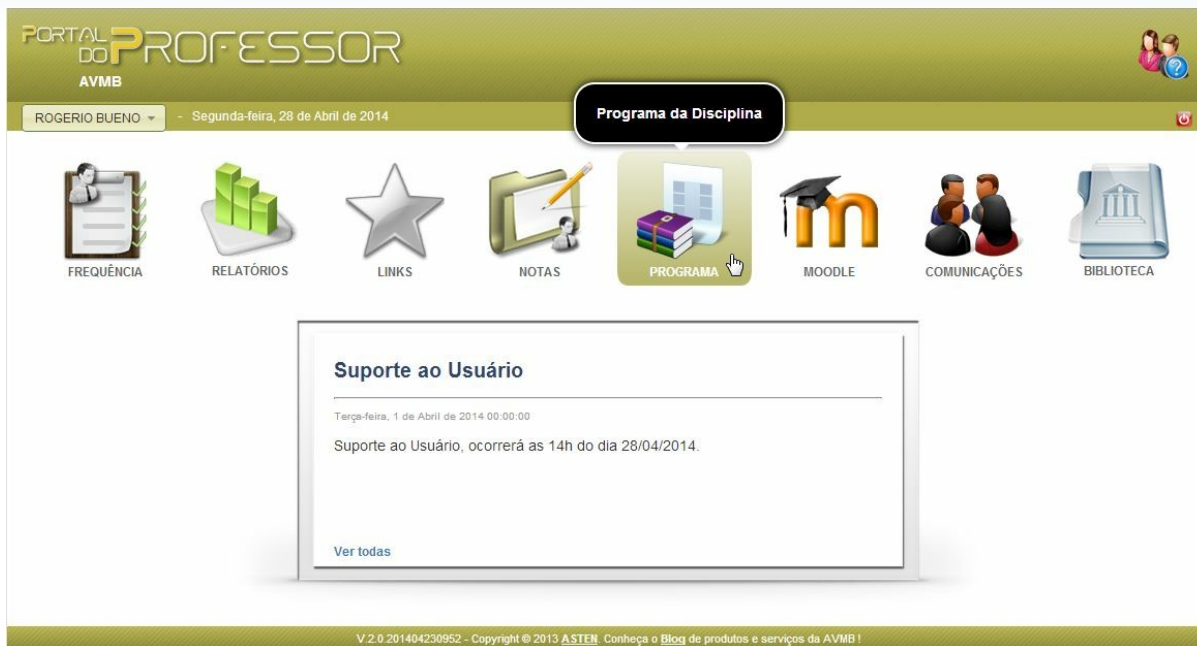 PORTAL DO PROFESSOR
AVMB
ROGERIO BUENO - Segunda-feira, 28 de Abril de 2014
Programa da Disciplina
FREQUÊNCIA RELATÓRIOS LINKS NOTAS PROGRAMA MOODLE COMUNICAÇÕES BIBLIOTECA
Suporte ao Usuário
Terça-feira, 1 de Abril de 2014 00:00:00
Suporte ao Usuário, ocorrerá as 14h do dia 28/04/2014.
Ver todas
V.2.0.201404230952 - Copyright © 2013 ASTEN. Conheça o Blog de produtos e serviços da AVMB !